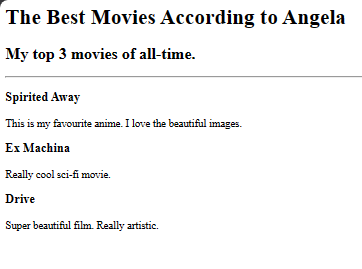 The Best Movies According to Angela
My top 3 movies of all-time.
Spirited Away
This is my favourite anime. I love the beautiful images.
Ex Machina
Really cool sci-fi movie.
Drive
Super beautiful film. Really artistic.